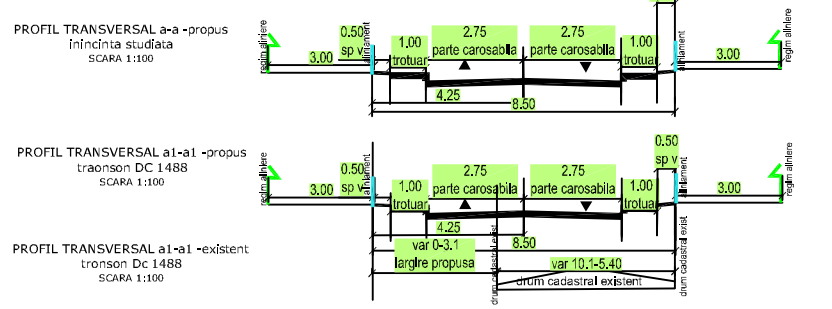 PROFIL TRANSVERSAL a-a -propus
inincinta studiata
SCARA 1:100
regim aliniere
3.00
0.50
sp v
aliniament
1.00
trotuar
2.75
parte carosabila
2.75
parte carosabila
1.00
trotuar
aliniament
3.00
regim aliniere
4.25
8.50
PROFIL TRANSVERSAL a1-a1 -propus
traonson DC 1488
SCARA 1:100
regim aliniere
3.00
0.50
sp v
aliniament
1.00
trotuar
2.75
parte carosabila
2.75
parte carosabila
1.00
trotuar
0.50
sp v
aliniament
3.00
regim aliniere
4.25
8.50
PROFIL TRANSVERSAL a1-a1 -existent
tronson Dc 1488
SCARA 1:100
var 0-3.1
largire propusa
drum cadastral exist
var 10.1-5.40
drum cadastral existent
drum cadastral exist